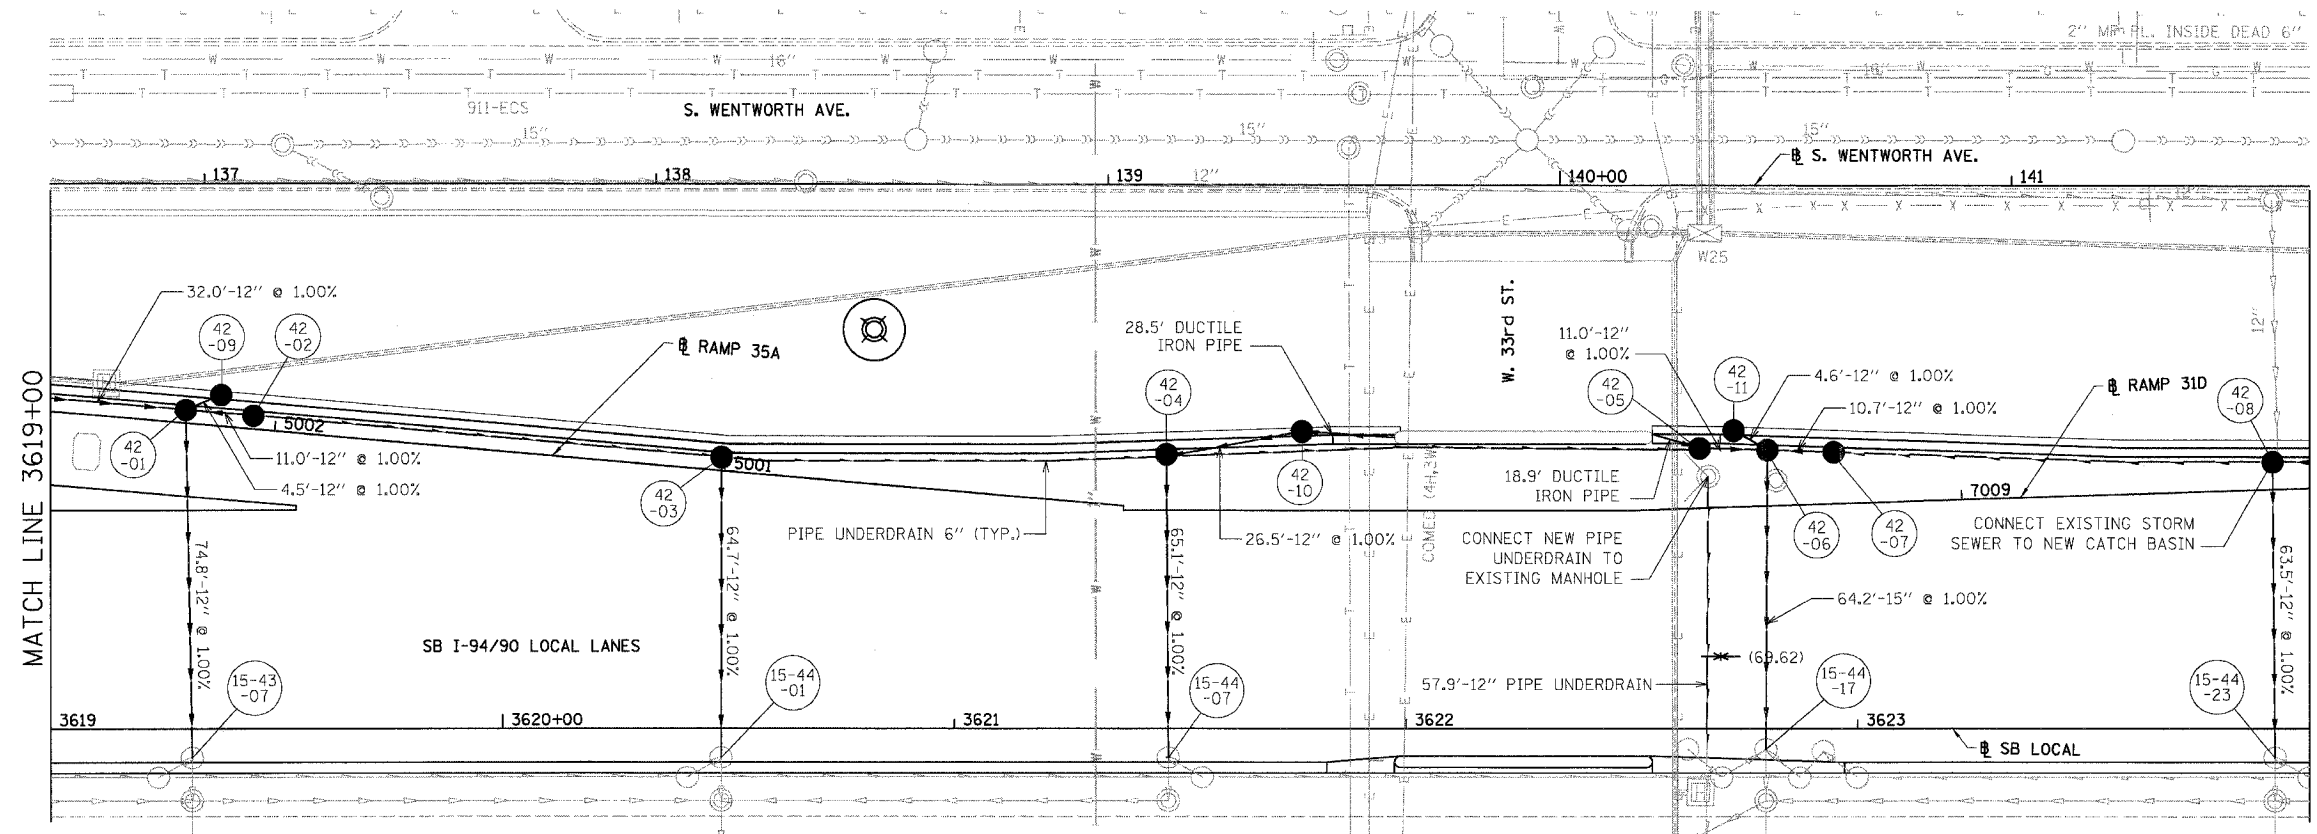 2" MP PL. INSIDE DEAD 6"
16"
16"
911-ECS
S. WENTWORTH AVE.
15"
15"
15"
℄ S. WENTWORTH AVE.
137
138
139
12"
140+00
141
W25
32.0'-12" @ 1.00%
42
-09
42
-02
℄ RAMP 35A
28.5' DUCTILE
IRON PIPE
W. 33rd ST.
11.0'-12"
@ 1.00%
42
-11
4.6'-12" @ 1.00%
℄ RAMP 31D
12"
MATCH LINE 3619+00
42
-04
42
-05
10.7'-12" @ 1.00%
42
-08
5002
42
-01
11.0'-12" @ 1.00%
4.5'-12" @ 1.00%
5001
42
-03
42
-10
18.9' DUCTILE
IRON PIPE
7009
PIPE UNDERDRAIN 6" (TYP.)
26.5'-12" @ 1.00%
COMED (4H,3W)
CONNECT NEW PIPE
UNDERDRAIN TO
EXISTING MANHOLE
42
-06
42
-07
CONNECT EXISTING STORM
SEWER TO NEW CATCH BASIN
74.8'-12" @ 1.00%
64.7'-12" @ 1.00%
65.1'-12" @ 1.00%
64.2'-15" @ 1.00%
63.5'-12" @ 1.00%
SB I-94/90 LOCAL LANES
(69.62)
57.9'-12" PIPE UNDERDRAIN
15-43
-07
15-44
-01
15-44
-07
15-44
-17
15-44
-23
3619
3620+00
3621
3622
3623
℄ SB LOCAL